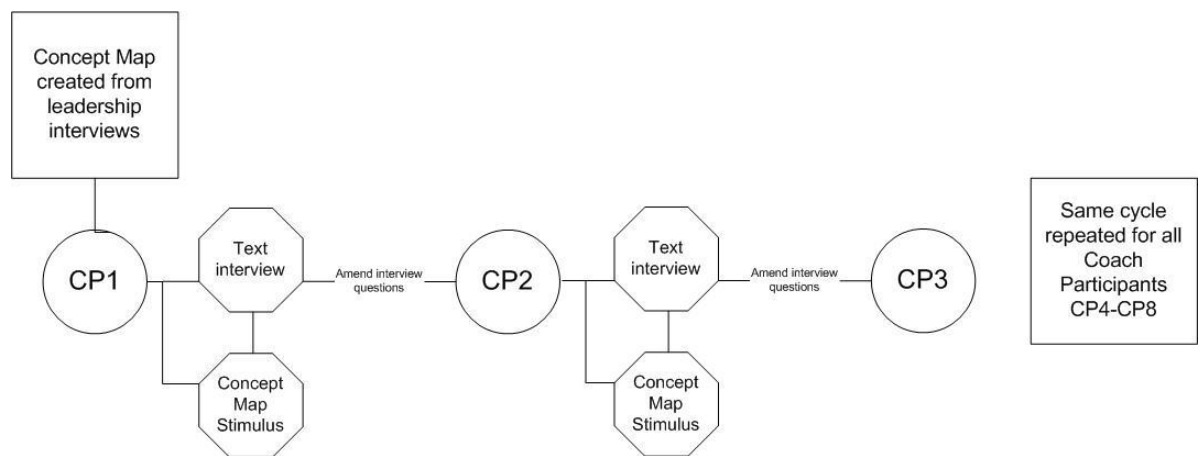 Concept Map
created from
leadership
interviews
CP1
Text
interview
Concept
Map
Stimulus
Amend interview
questions
CP2
Text
interview
Concept
Map
Stimulus
Amend interview
questions
CP3
Same cycle
repeated for all
Coach
Participants
CP4-CP8